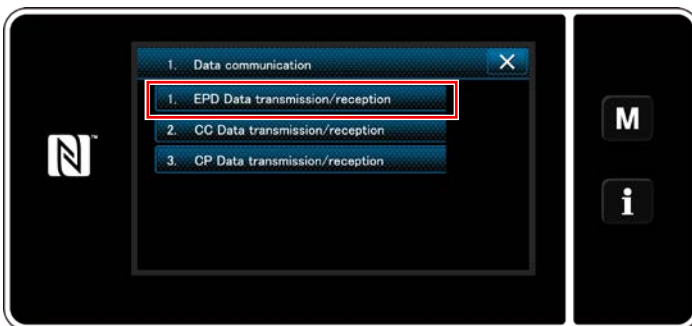 1. Data communication
1. EPD Data transmission/reception
2. CC Data transmission/reception
3. CP Data transmission/reception
M
i